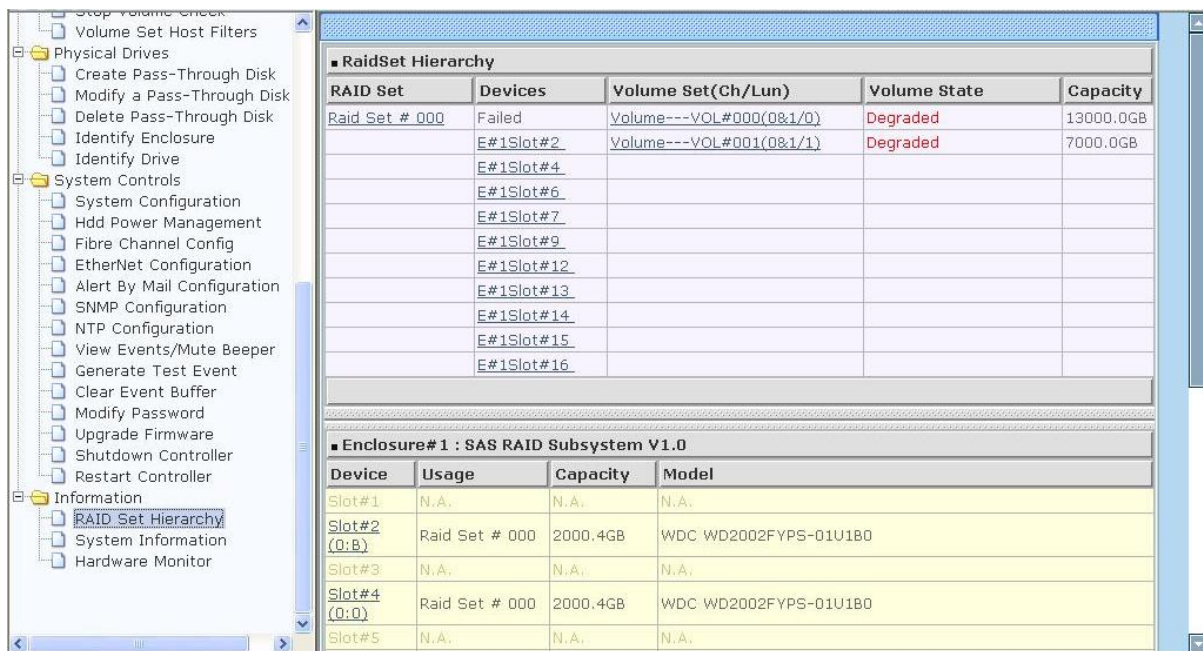 Stop Volume Check
Volume Set Host Filters
Physical Drives
Create Pass-Through Disk
Modify a Pass-Through Disk
Delete Pass-Through Disk
Identify Enclosure
Identify Drive
System Controls
System Configuration
Hdd Power Management
Fibre Channel Config
EtherNet Configuration
Alert By Mail Configuration
SNMP Configuration
NTP Configuration
View Events/Mute Beeper
Generate Test Event
Clear Event Buffer
Modify Password
Upgrade Firmware
Shutdown Controller
Restart Controller
Information
RAID Set Hierarchy
System Information
Hardware Monitor
RaidSet Hierarchy
RAID Set Devices Volume Set(Ch/Lun) Volume State Capacity
Raid Set # 000 Failed Volume---VOL#000(0&1/0) Degraded 13000.0GB
E#1Slot#2 Volume---VOL#001(0&1/1) Degraded 7000.0GB
E#1Slot#4
E#1Slot#6
E#1Slot#7
E#1Slot#9
E#1Slot#12
E#1Slot#13
E#1Slot#14
E#1Slot#15
E#1Slot#16
Enclosure#1 : SAS RAID Subsystem V1.0
Device Usage Capacity Model
Slot#1 N.A. N.A. N.A.
Slot#2 (0:B) Raid Set # 000 2000.4GB WDC WD2002FYPS-01U1B0
Slot#3 N.A. N.A. N.A.
Slot#4 (0:0) Raid Set # 000 2000.4GB WDC WD2002FYPS-01U1B0
Slot#5 N.A. N.A. N.A.